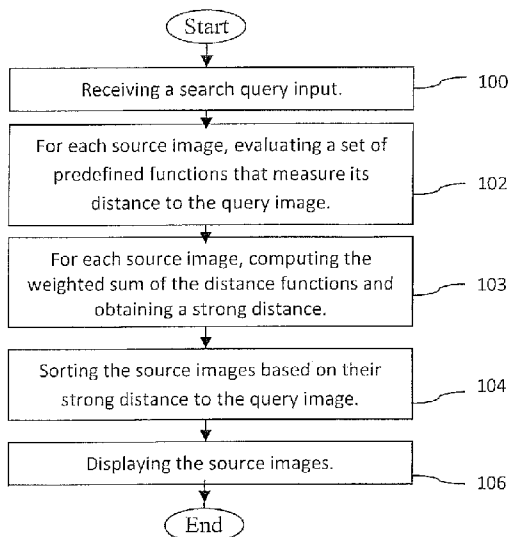 Start
Receiving a search query input.
100
For each source image, evaluating a set of
predefined functions that measure its
distance to the query image.
102
For each source image, computing the
weighted sum of the distance functions and
obtaining a strong distance.
103
Sorting the source images based on their
strong distance to the query image.
104
Displaying the source images.
106
End